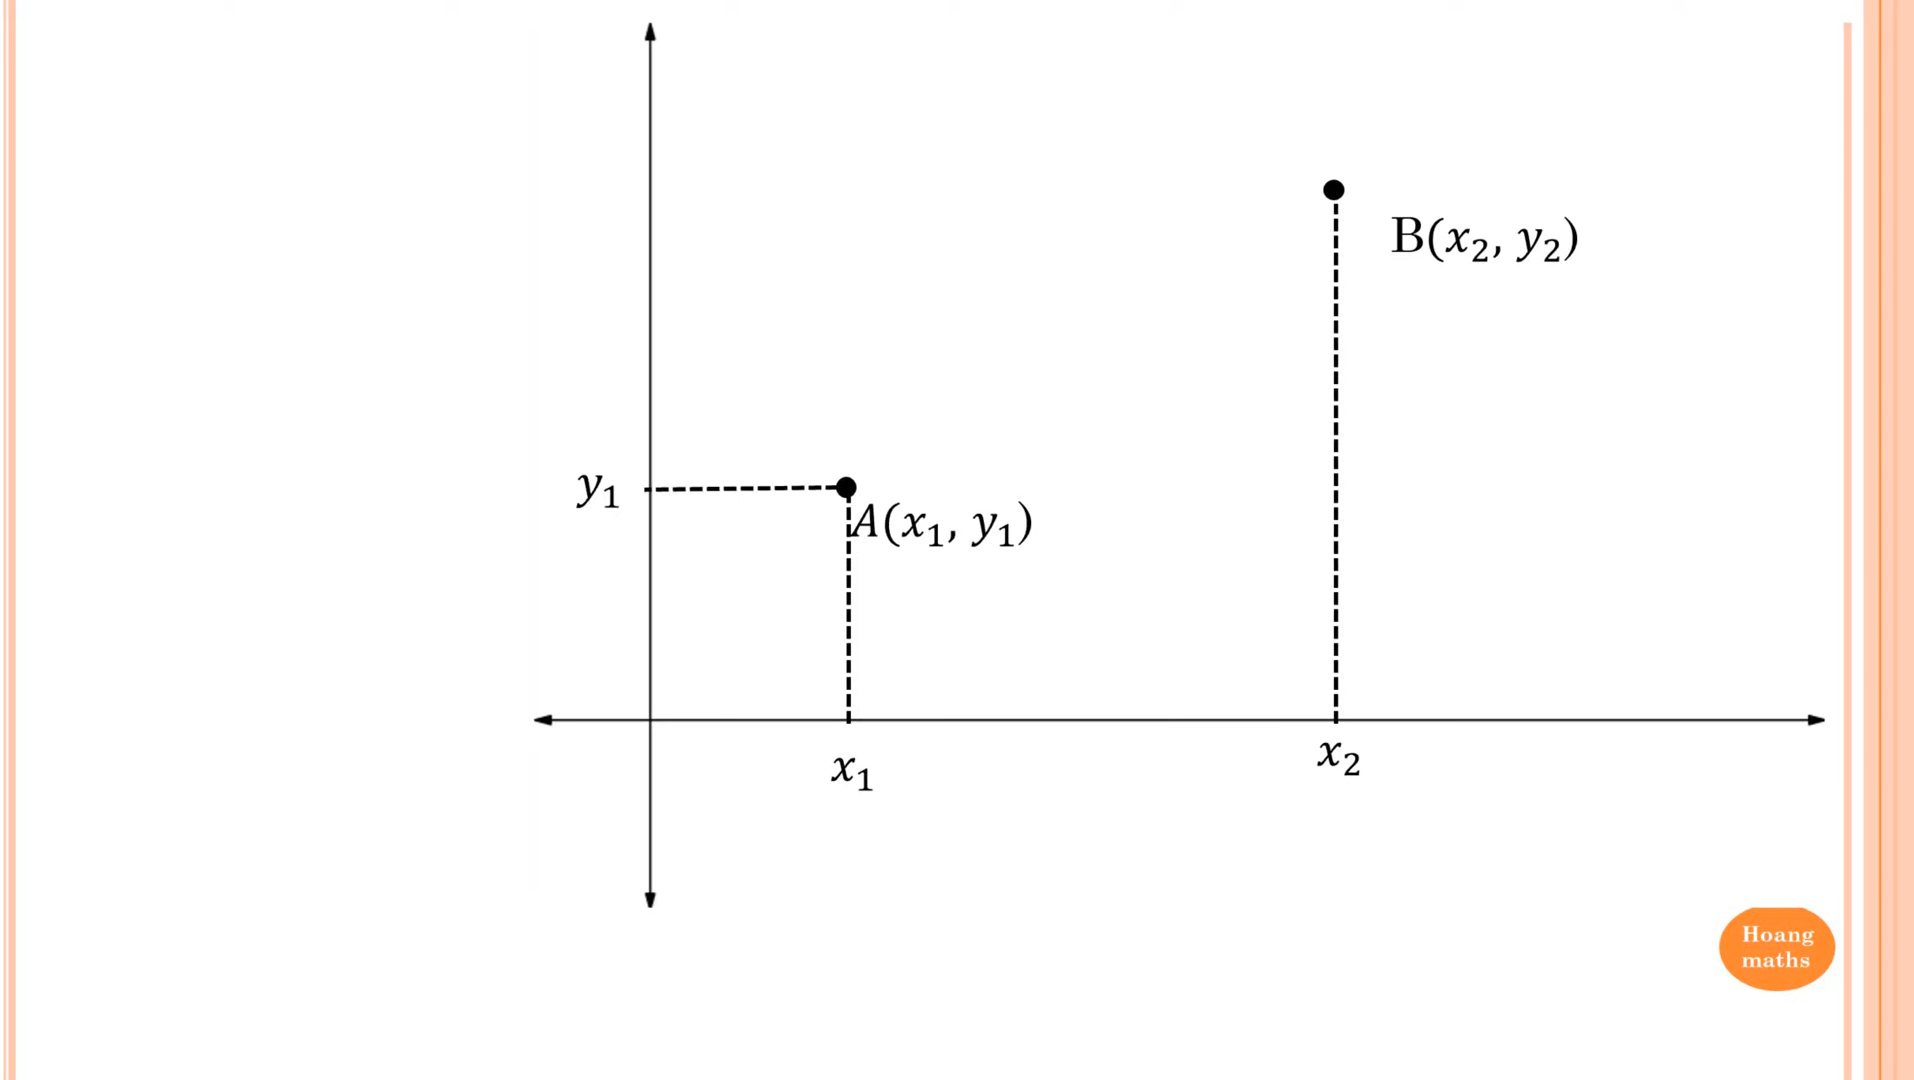 B(x₂, y₂)
y₁
A(x₁, y₁)
x₁
x₂
Hoang
maths